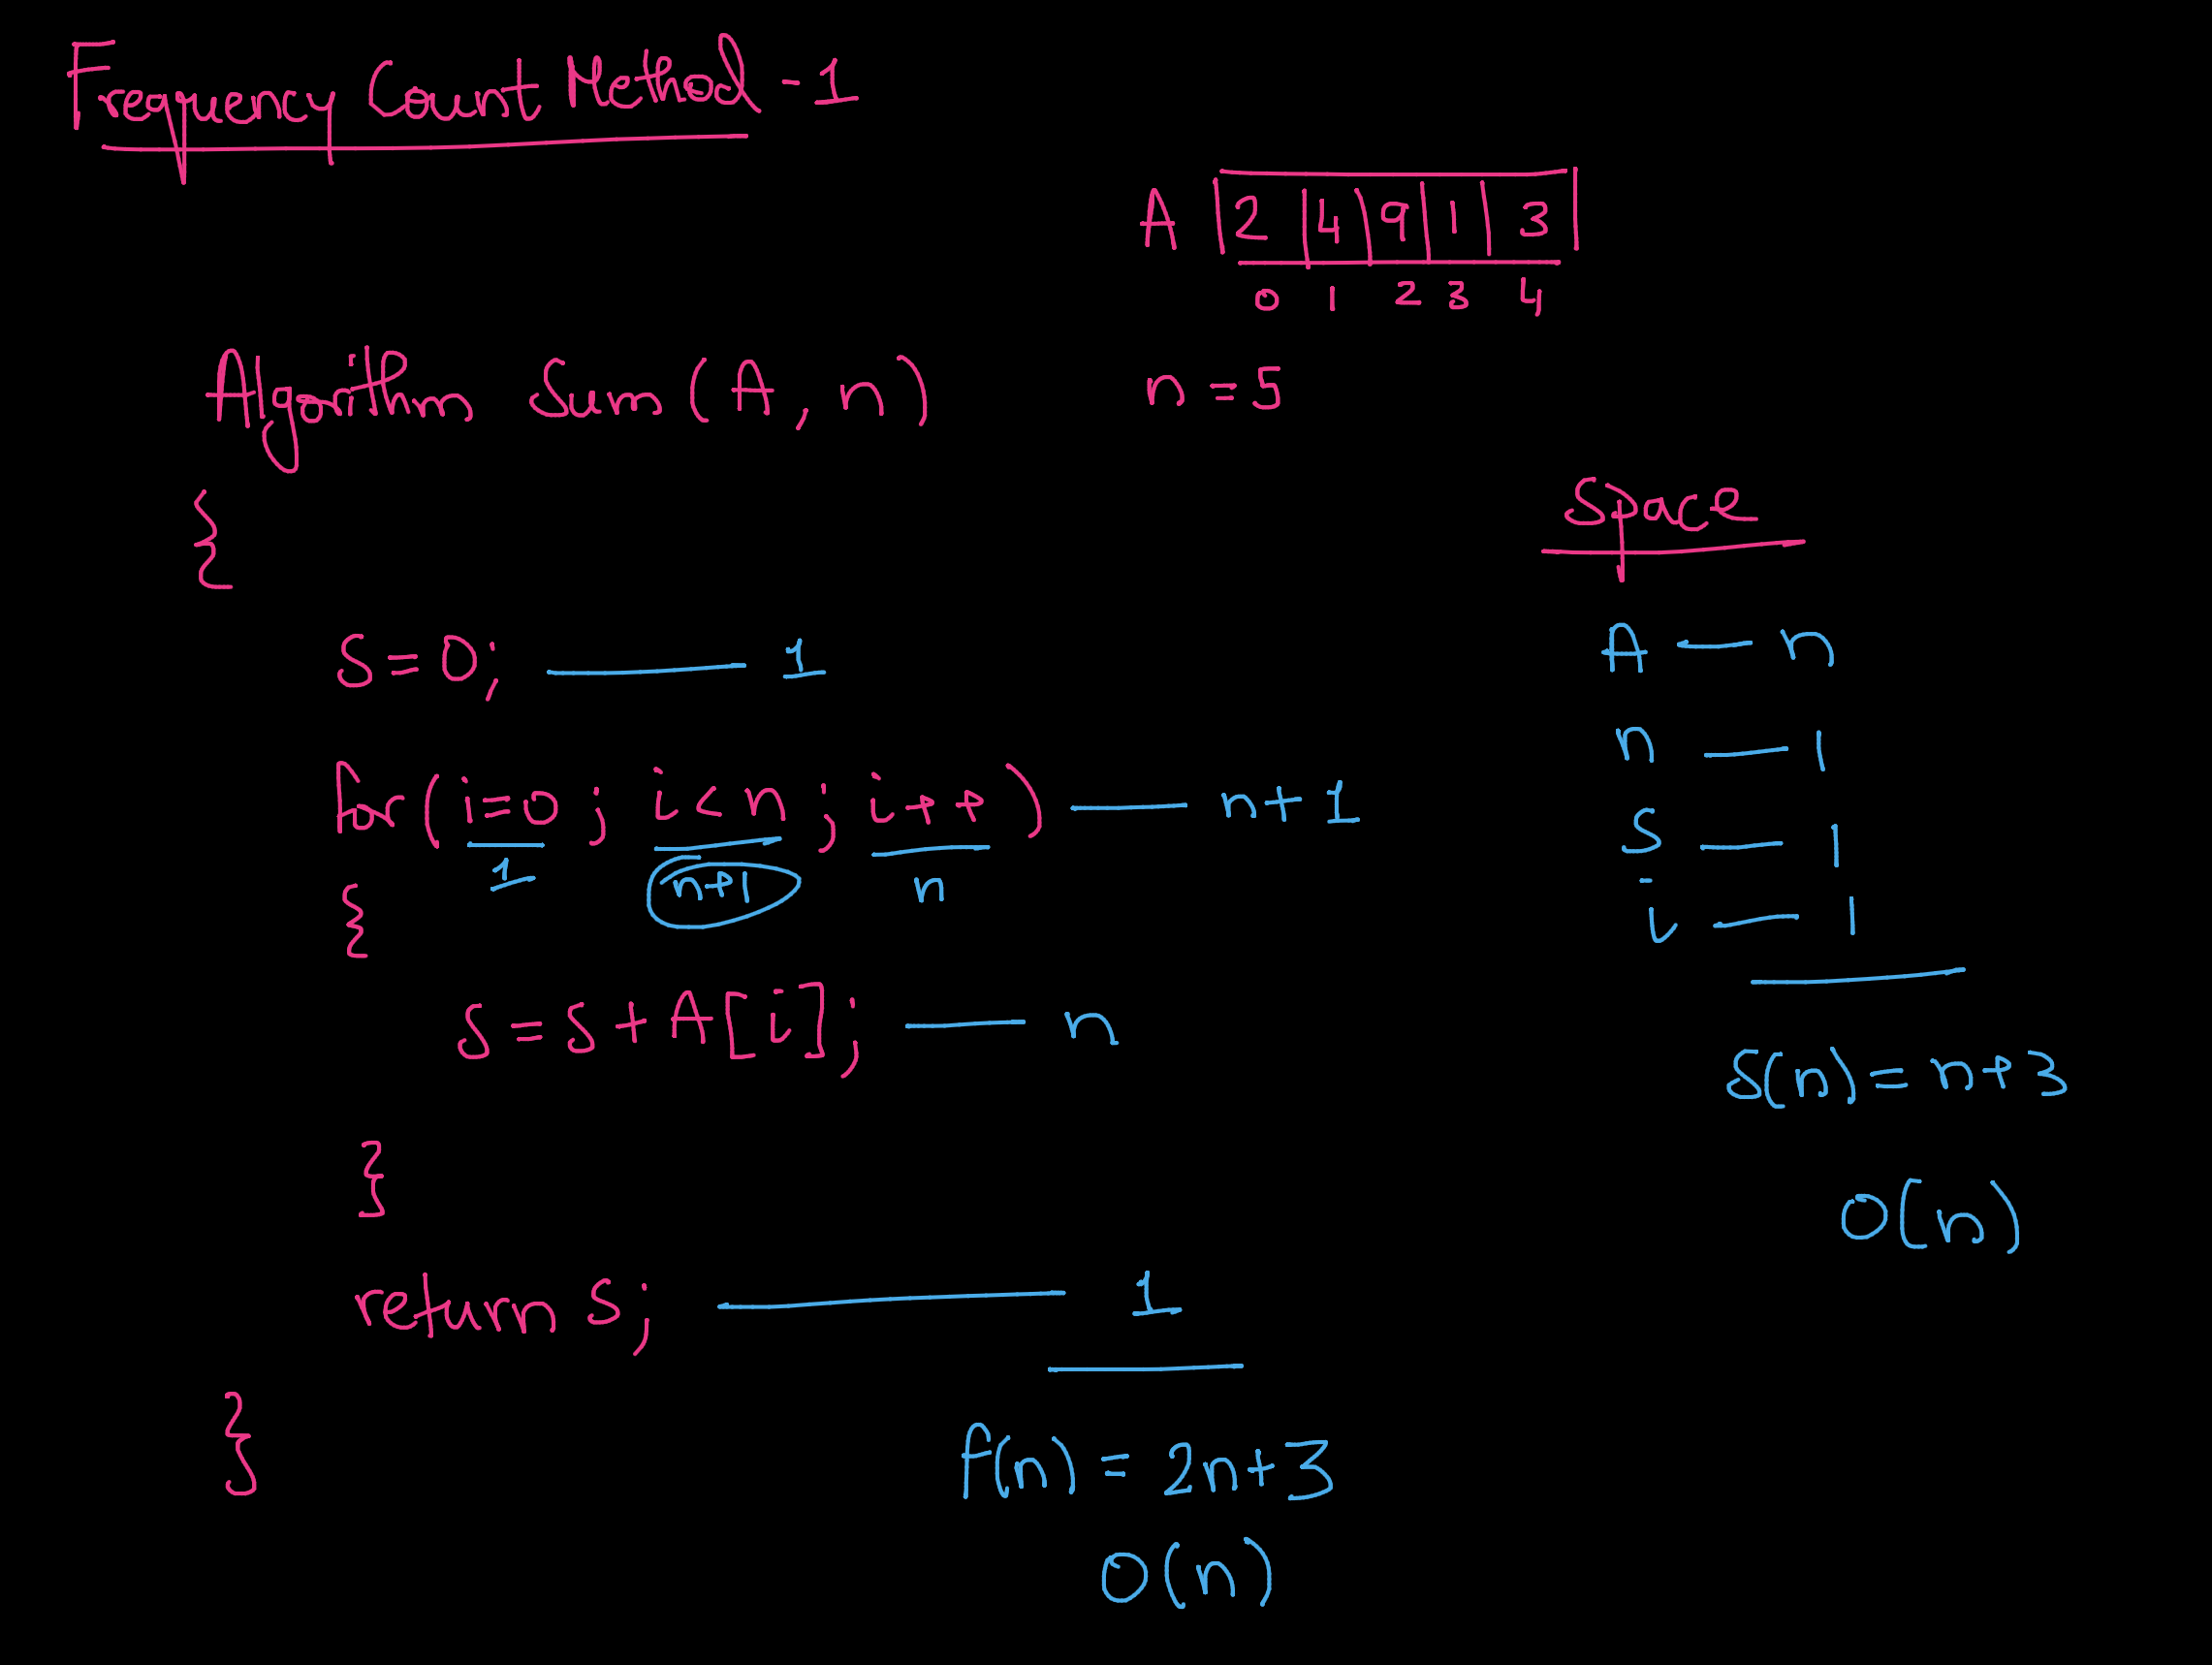 Frequency Count Method - 1
A 2 4 9 1 3
0 1 2 3 4
Algorithm Sum (A, n)
n = 5
{
S = 0; —— 1
for ( i=0 ; i < n ; i++ ) —— n+1
1 n+1 n
{
S = S + A[i]; —— n
}
return S; —— 1
}
f(n) = 2n+3
O(n)
Space
A — n
n — 1
S — 1
i — 1
S(n) = n+3
O(n)